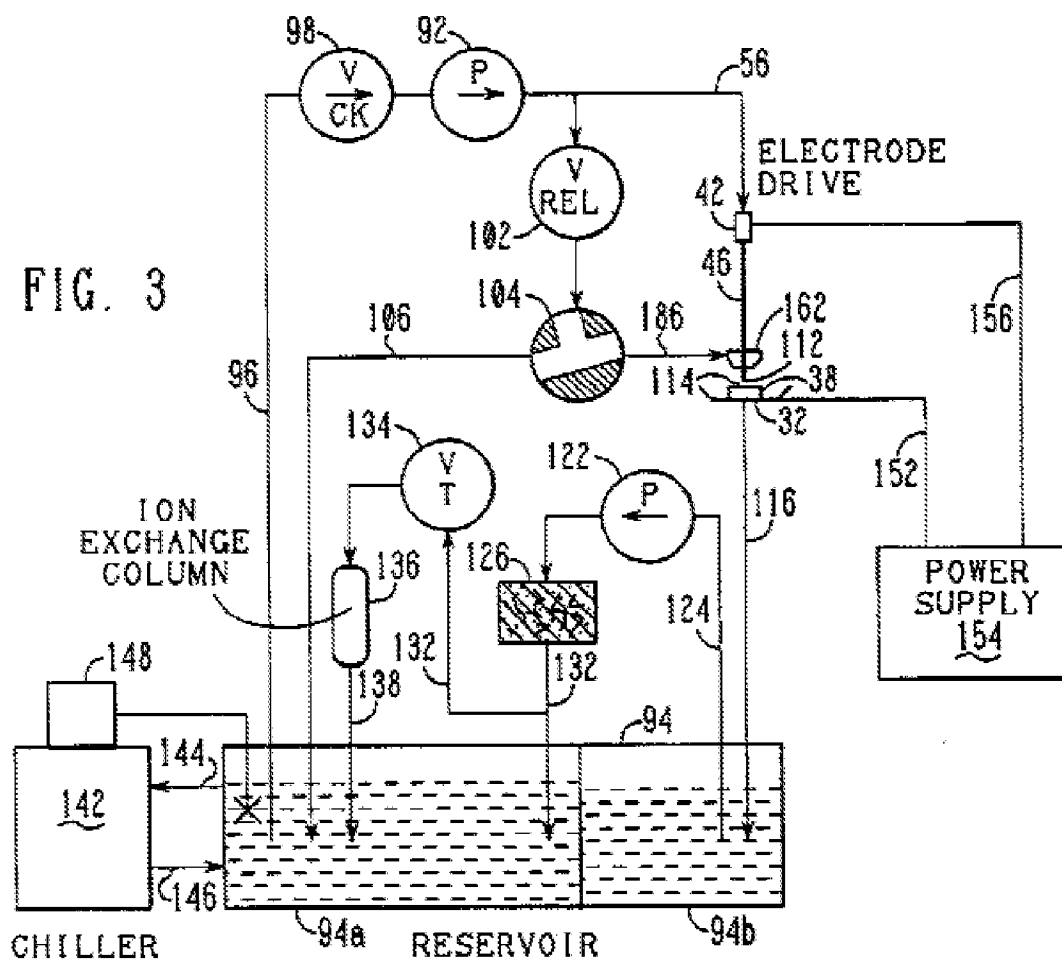 98
V
CK
92
P
56
ELECTRODE
DRIVE
V
REL
102
42
46
FIG. 3
104
106
186
162
112
156
96
114
38
32
134
V
T
122
P
152
116
ION
EXCHANGE
COLUMN
136
126
124
POWER
SUPPLY
154
132
132
148
138
94
144
142
146
CHILLER
94a
RESERVOIR
94b